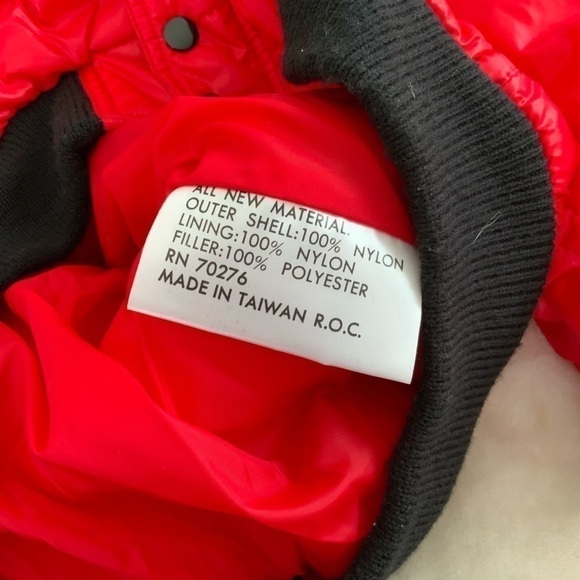 ALL NEW MATERIAL.
OUTER SHELL:100% NYLON
LINING:100% NYLON
FILLER:100% POLYESTER
RN 70276
MADE IN TAIWAN R.O.C.